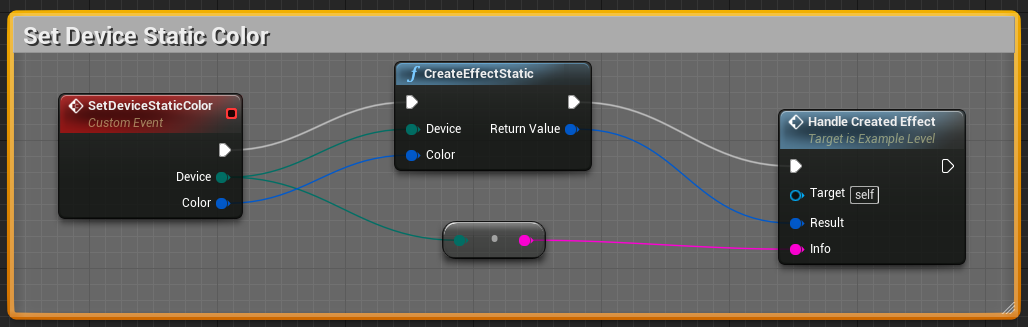 Set Device Static Color
SetDeviceStaticColor
Custom Event
Device
Color
f CreateEffectStatic
Device Return Value
Color
Handle Created Effect
Target is Example Level
Target self
Result
Info